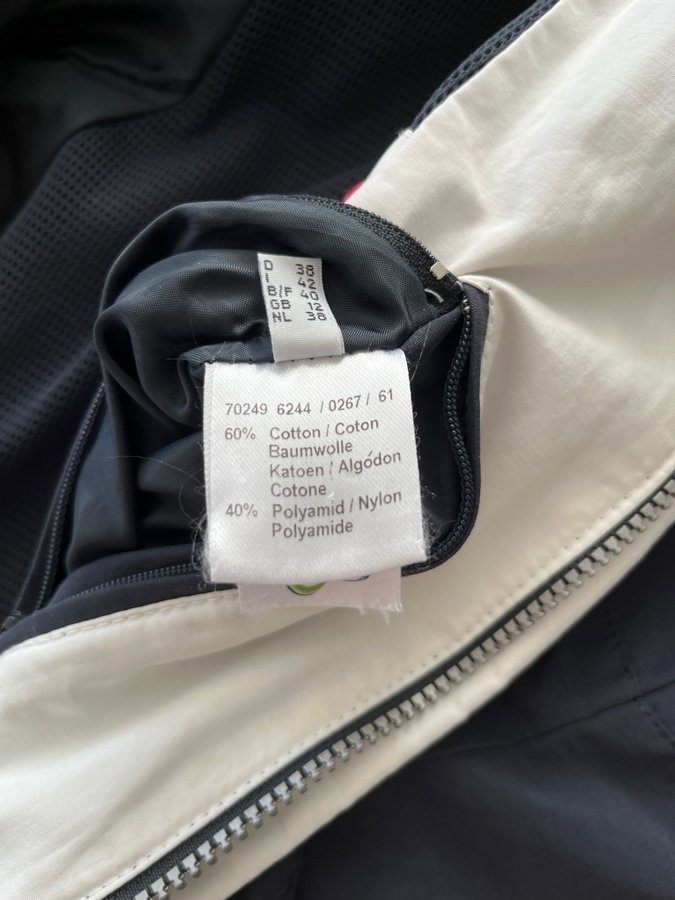 D 38
I 42
B/F 40
GB 12
NL 38
70249 6244 / 0267 / 61
60% Cotton / Coton
Baumwolle
Katoen / Algodon
Cotone
40% Polyamid / Nylon
Polyamide